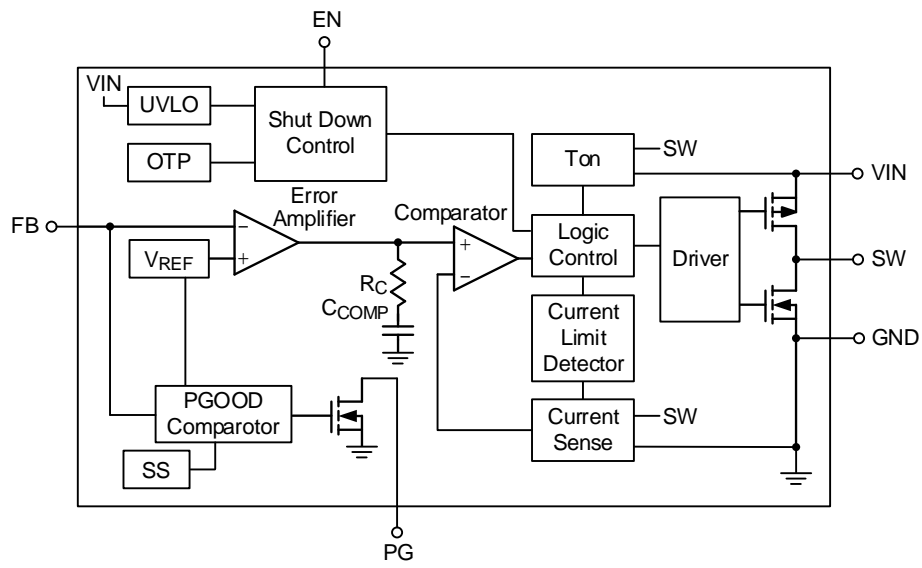 EN
VIN
UVLO
Shut Down
Control
OTP
Ton
SW
VIN
Error
Amplifier
Comparator
FB
−
+
VREF
+
−
Logic
Control
Driver
SW
RC
CCOMP
Current
Limit
Detector
GND
PGOOD
Comparotor
Current
Sense
SW
SS
PG